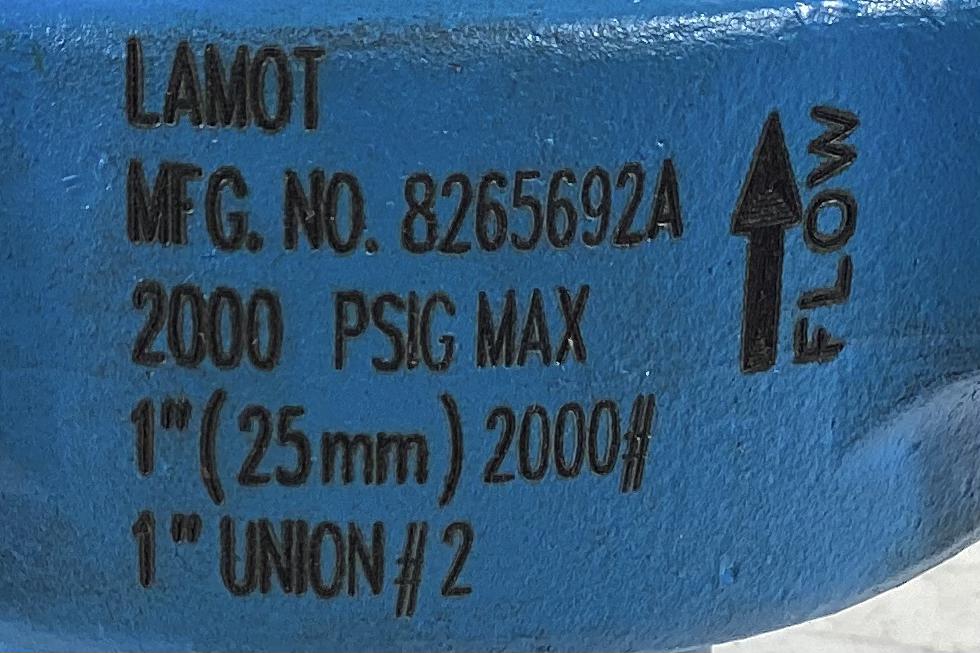 LAMOT
MFG. NO. 8265692A
2000 PSIG MAX
1" (25mm) 2000#
1" UNION #2
FLOW